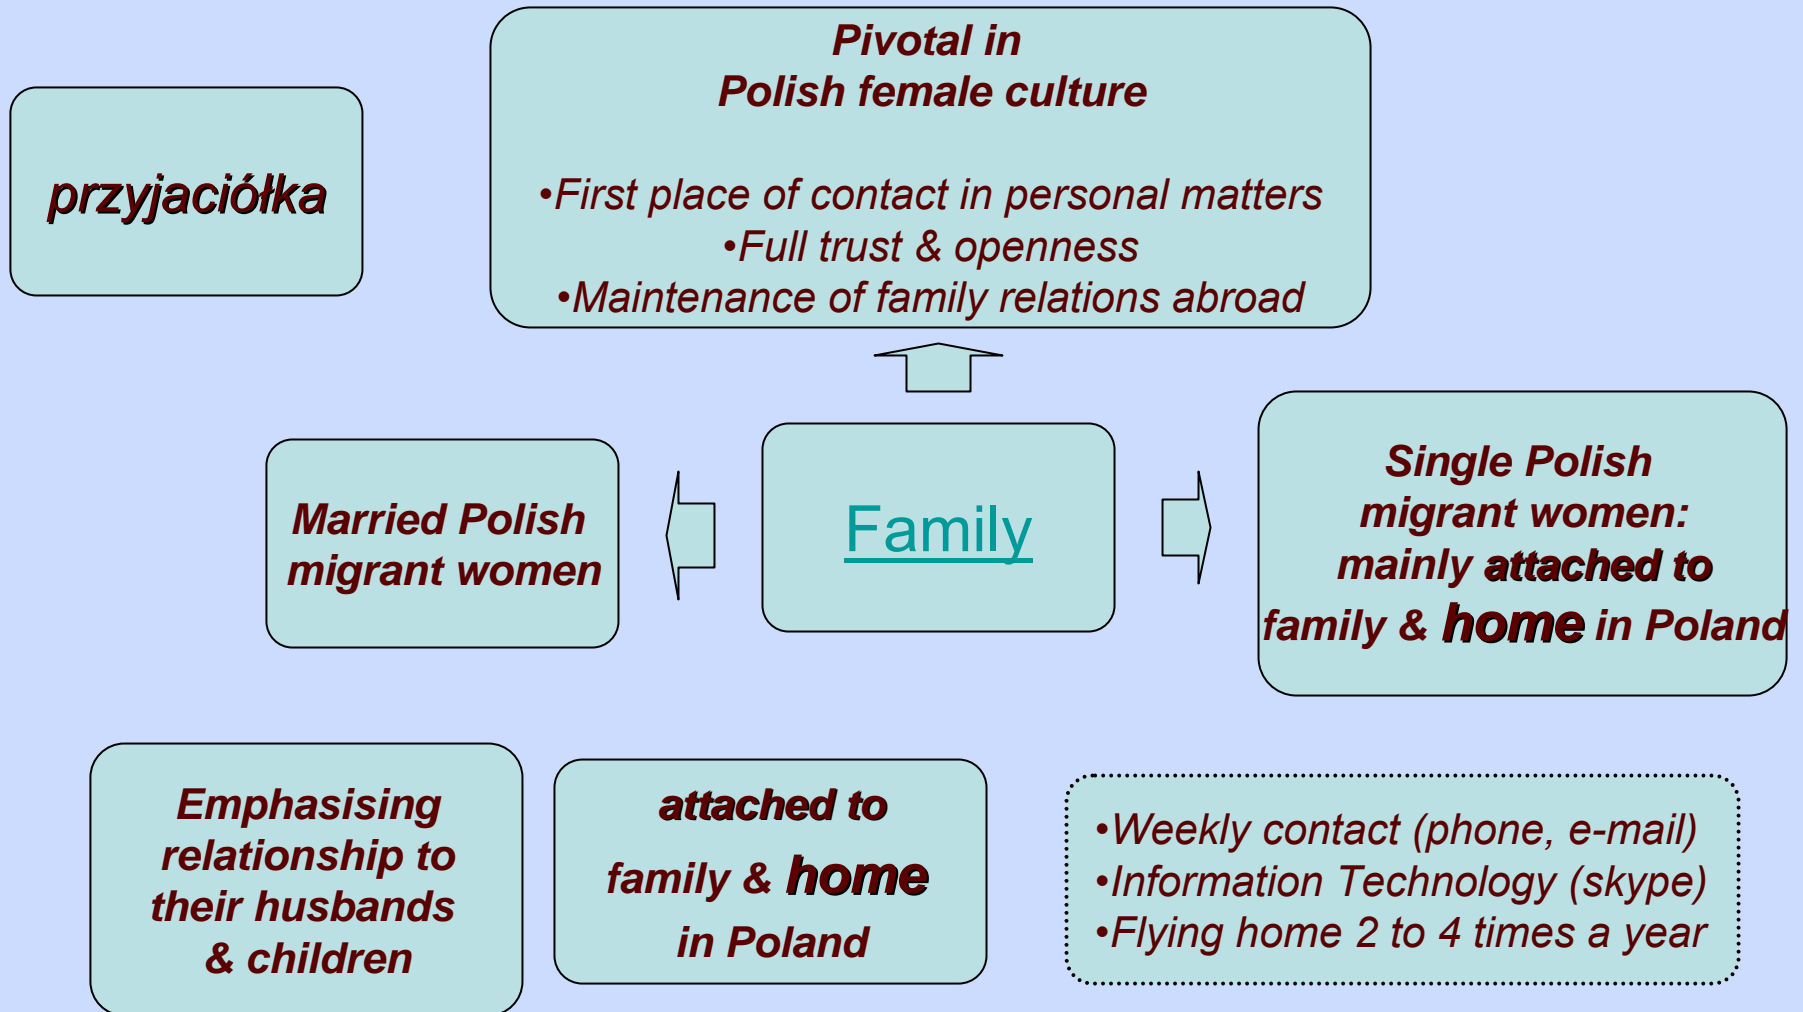 Pivotal in
Polish female culture
•First place of contact in personal matters
•Full trust & openness
•Maintenance of family relations abroad
przyjaciółka
Married Polish
migrant women
Family
Single Polish
migrant women:
mainly attached to
family & home in Poland
Emphasising
relationship to
their husbands
& children
attached to
family & home
in Poland
•Weekly contact (phone, e-mail)
•Information Technology (skype)
•Flying home 2 to 4 times a year